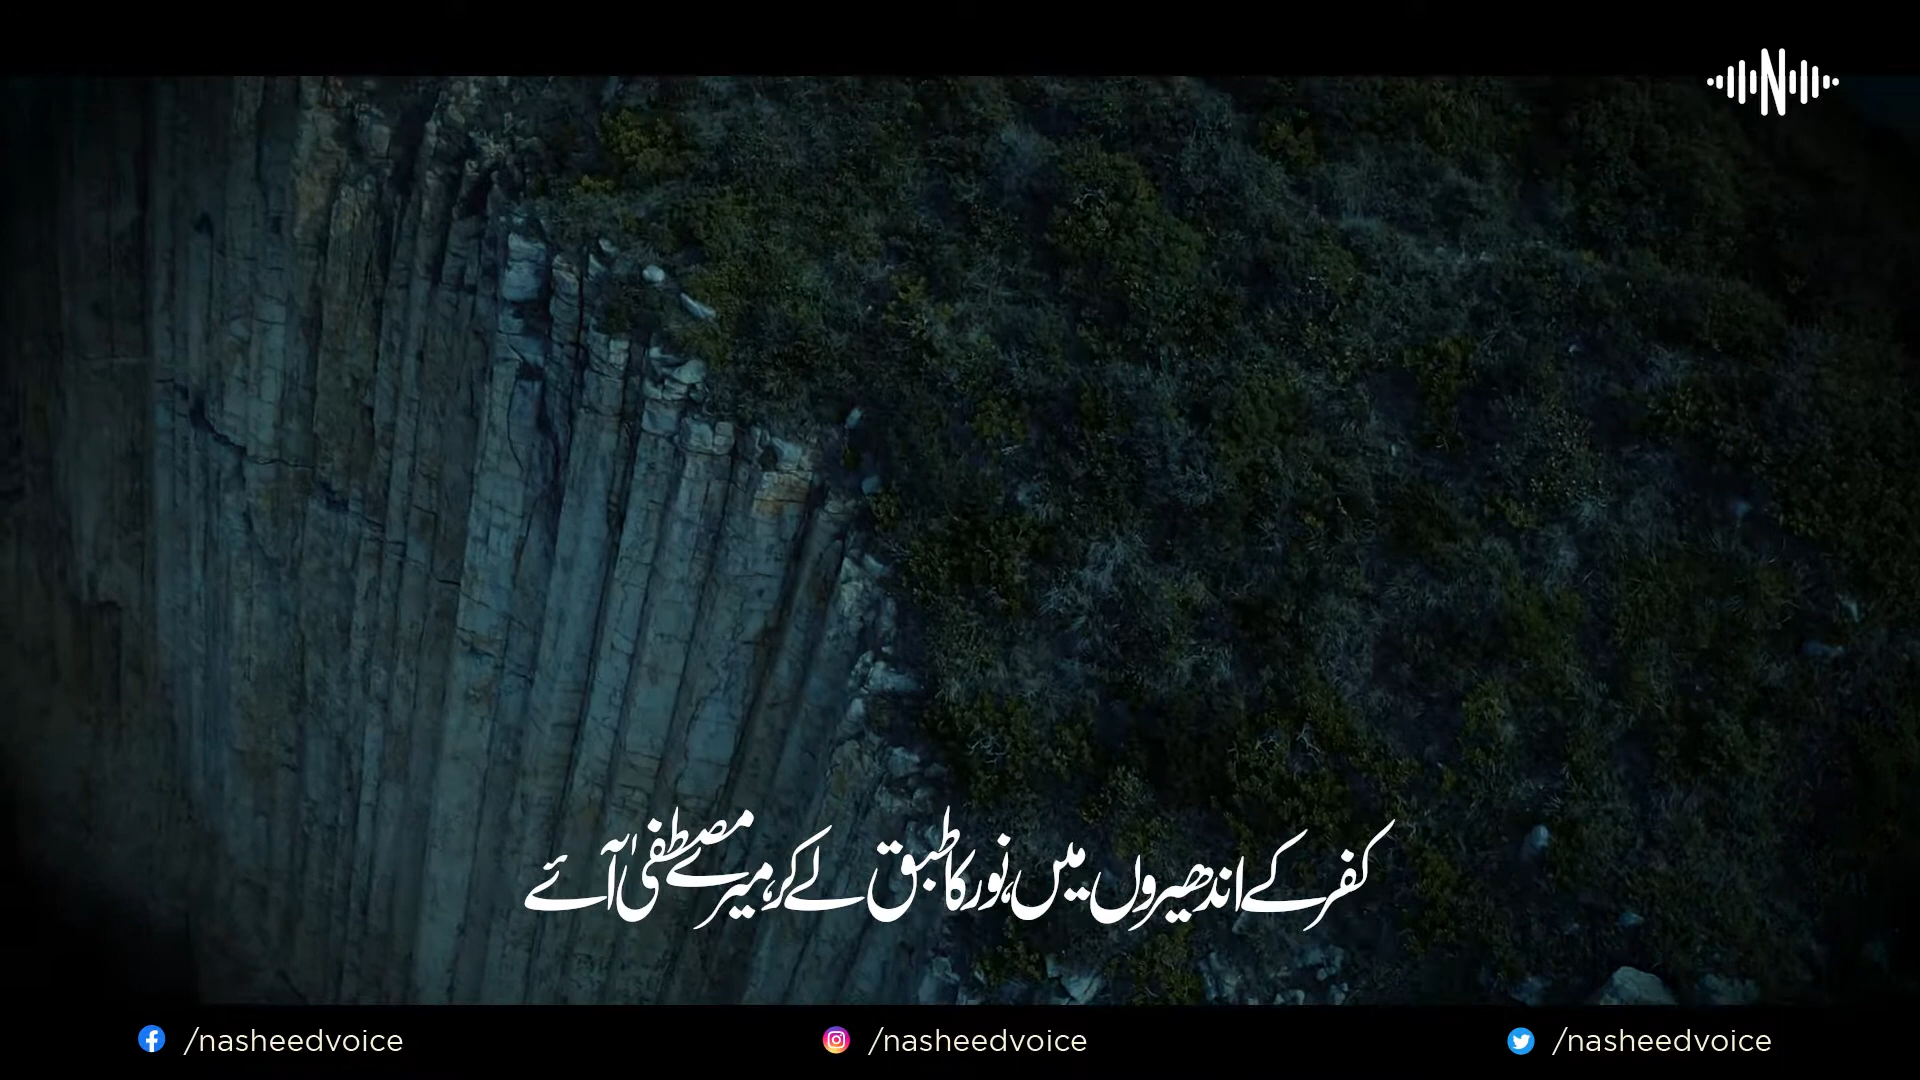 کفر کے اندھیروں میں، نور کا طبق لے کر، میرے مصطفیٰ آئے
/nasheedvoice
/nasheedvoice
/nasheedvoice